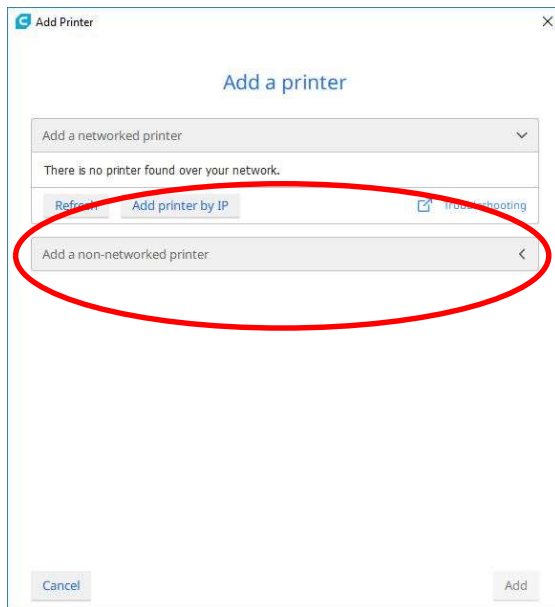 Add Printer
Add a printer
Add a networked printer
There is no printer found over your network.
Refresh Add printer by IP Troubleshooting
Add a non-networked printer
Cancel Add